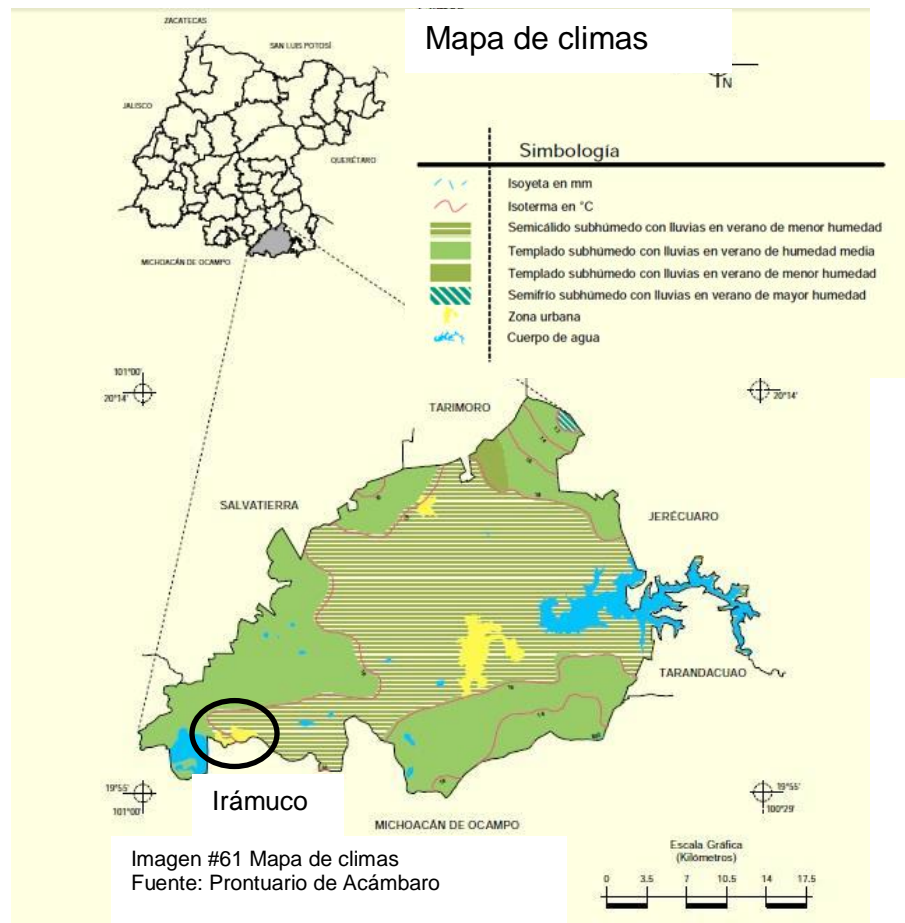 Mapa de climas
ZACATECAS
SAN LUIS POTOSÍ
JALISCO
QUERÉTARO
MICHOACÁN DE OCAMPO
N
Simbología
Isoyeta en mm
Isoterma en °C
Semicálido subhúmedo con lluvias en verano de menor humedad
Templado subhúmedo con lluvias en verano de humedad media
Templado subhúmedo con lluvias en verano de menor humedad
Semifrío subhúmedo con lluvias en verano de mayor humedad
Zona urbana
Cuerpo de agua
101°00'
20°14'
20°14'
TARIMORO
SALVATIERRA
JERÉCUARO
TARANDACUAO
19°55'
101°00'
19°55'
100°29'
Irámuco
MICHOACÁN DE OCAMPO
Imagen #61 Mapa de climas
Fuente: Prontuario de Acámbaro
Escala Gráfica
(Kilómetros)
0 3.5 7 10.5 14 17.5